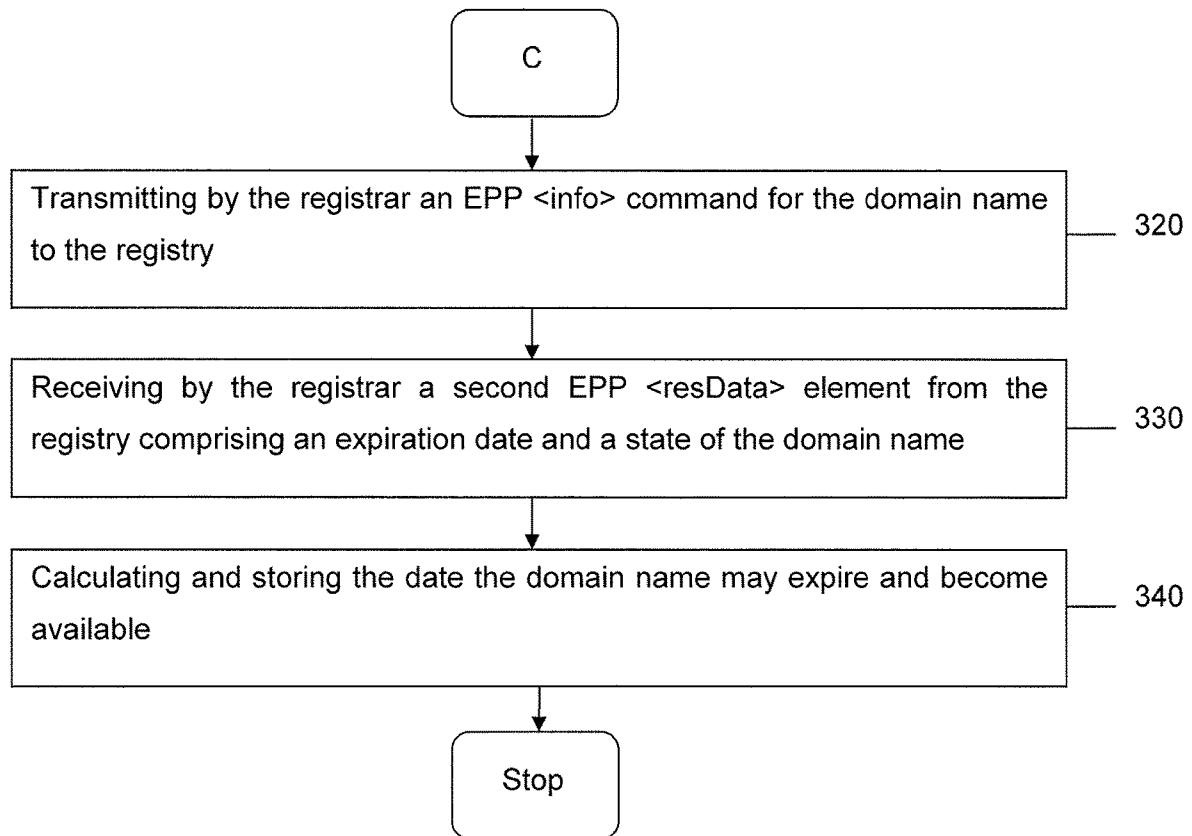 C
Transmitting by the registrar an EPP <info> command for the domain name
to the registry
320
Receiving by the registrar a second EPP <resData> element from the
registry comprising an expiration date and a state of the domain name
330
Calculating and storing the date the domain name may expire and become
available
340
Stop